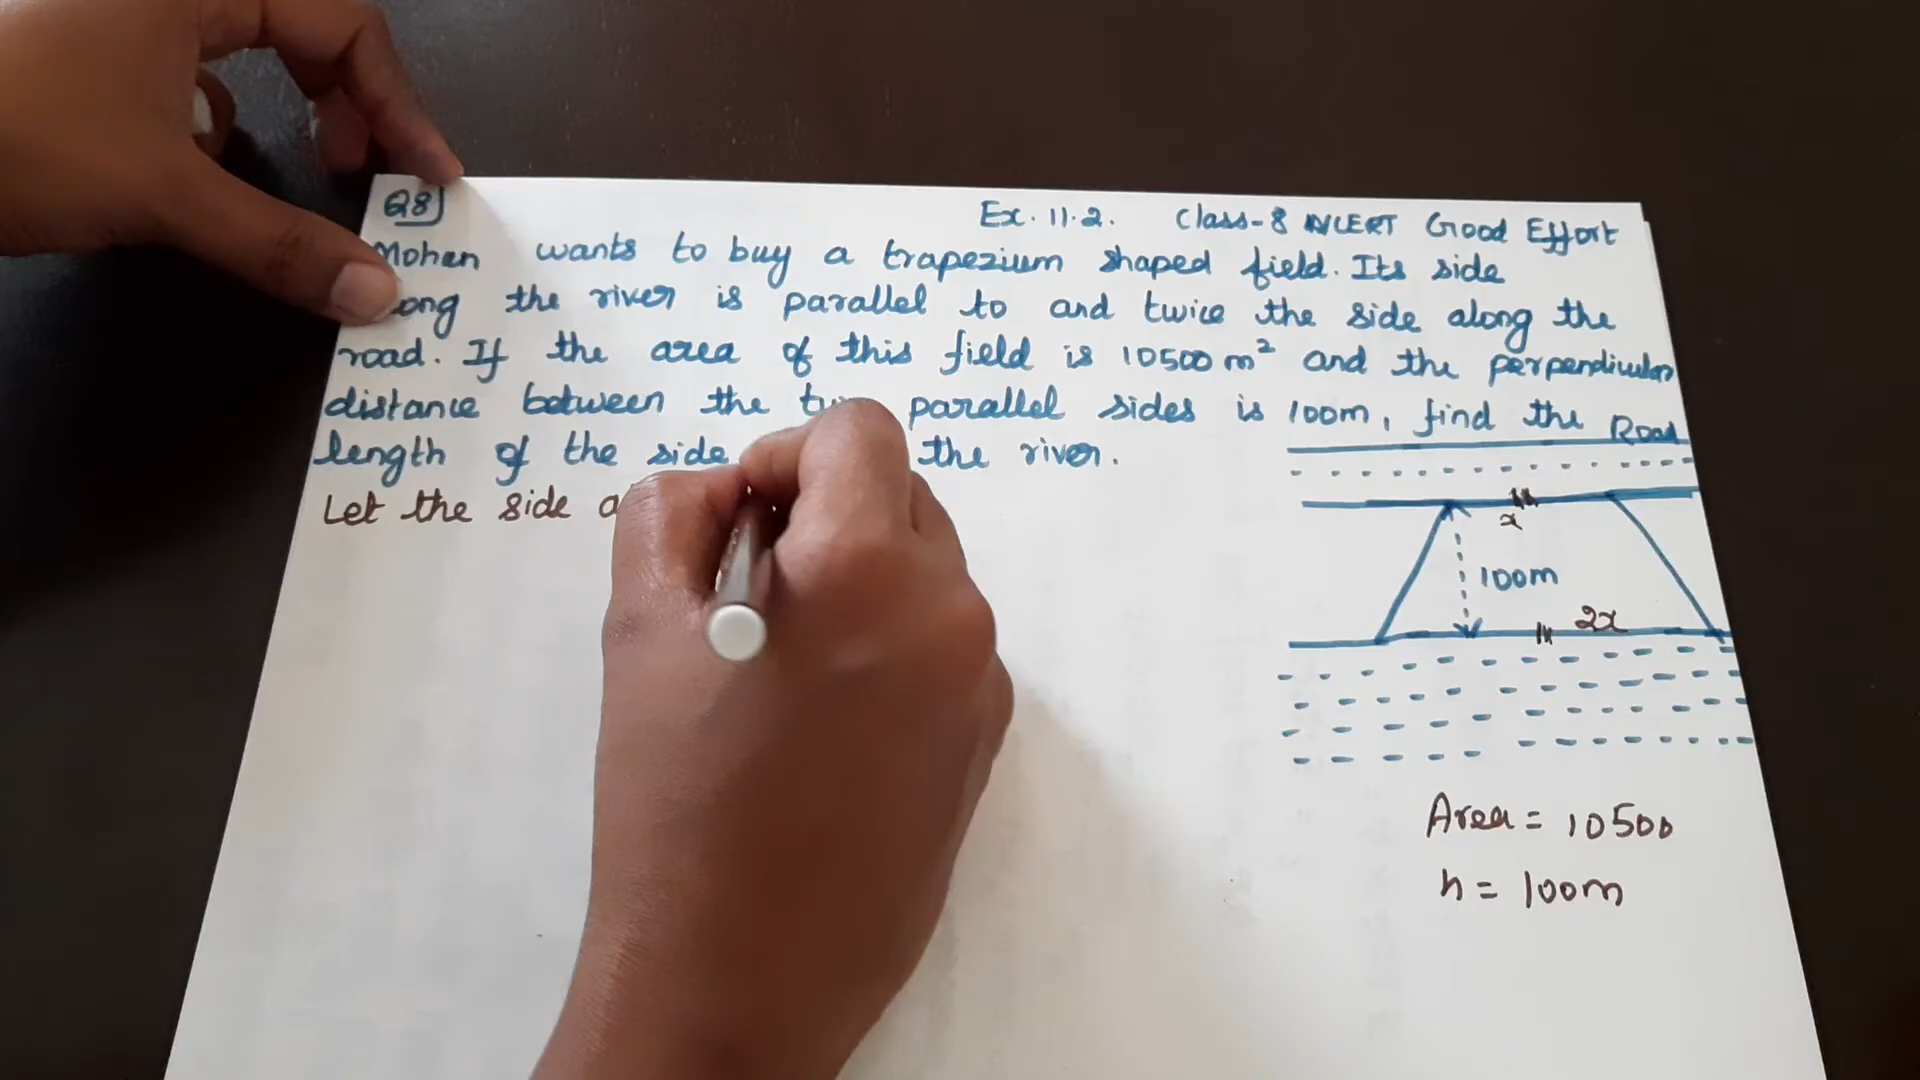 Q8)
Ex. 11.2. Class-8 NCERT Good Effort
Mohan wants to buy a trapezium shaped field. Its side
long the river is parallel to and twice the side along the
road. If the area of this field is 10500 m² and the perpendicular
distance between the two parallel sides is 100m, find the
length of the side the river.
Let the side a
Road
x
100m
2x
Area = 10500
h = 100m